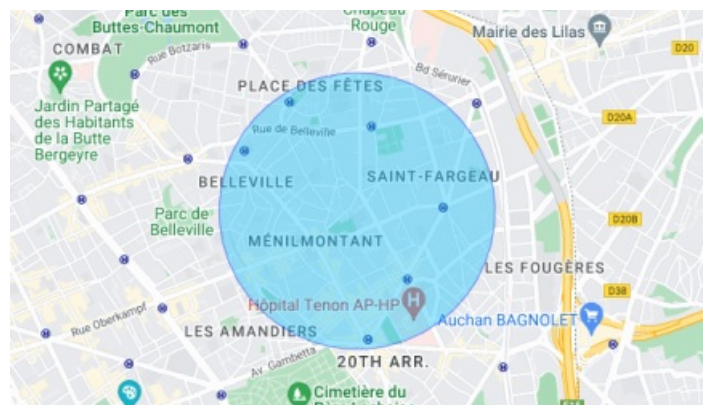 Parc des
Buttes-Chaumont
Chapeau
Rouge
Mairie des Lilas
COMBAT
Rue Botzaris
D20
Bd Sérurier
PLACE DES FÊTES
Jardin Partagé
des Habitants
de la Butte
Bergeyre
D20A
Rue de Belleville
BELLEVILLE
SAINT-FARGEAU
Parc de
Belleville
D20B
MÉNILMONTANT
LES FOUGÈRES
D38
Hôpital Tenon AP-HP
Auchan BAGNOLET
Rue Oberkampf
LES AMANDIERS
Av. Gambetta
20TH ARR.
Cimetière du